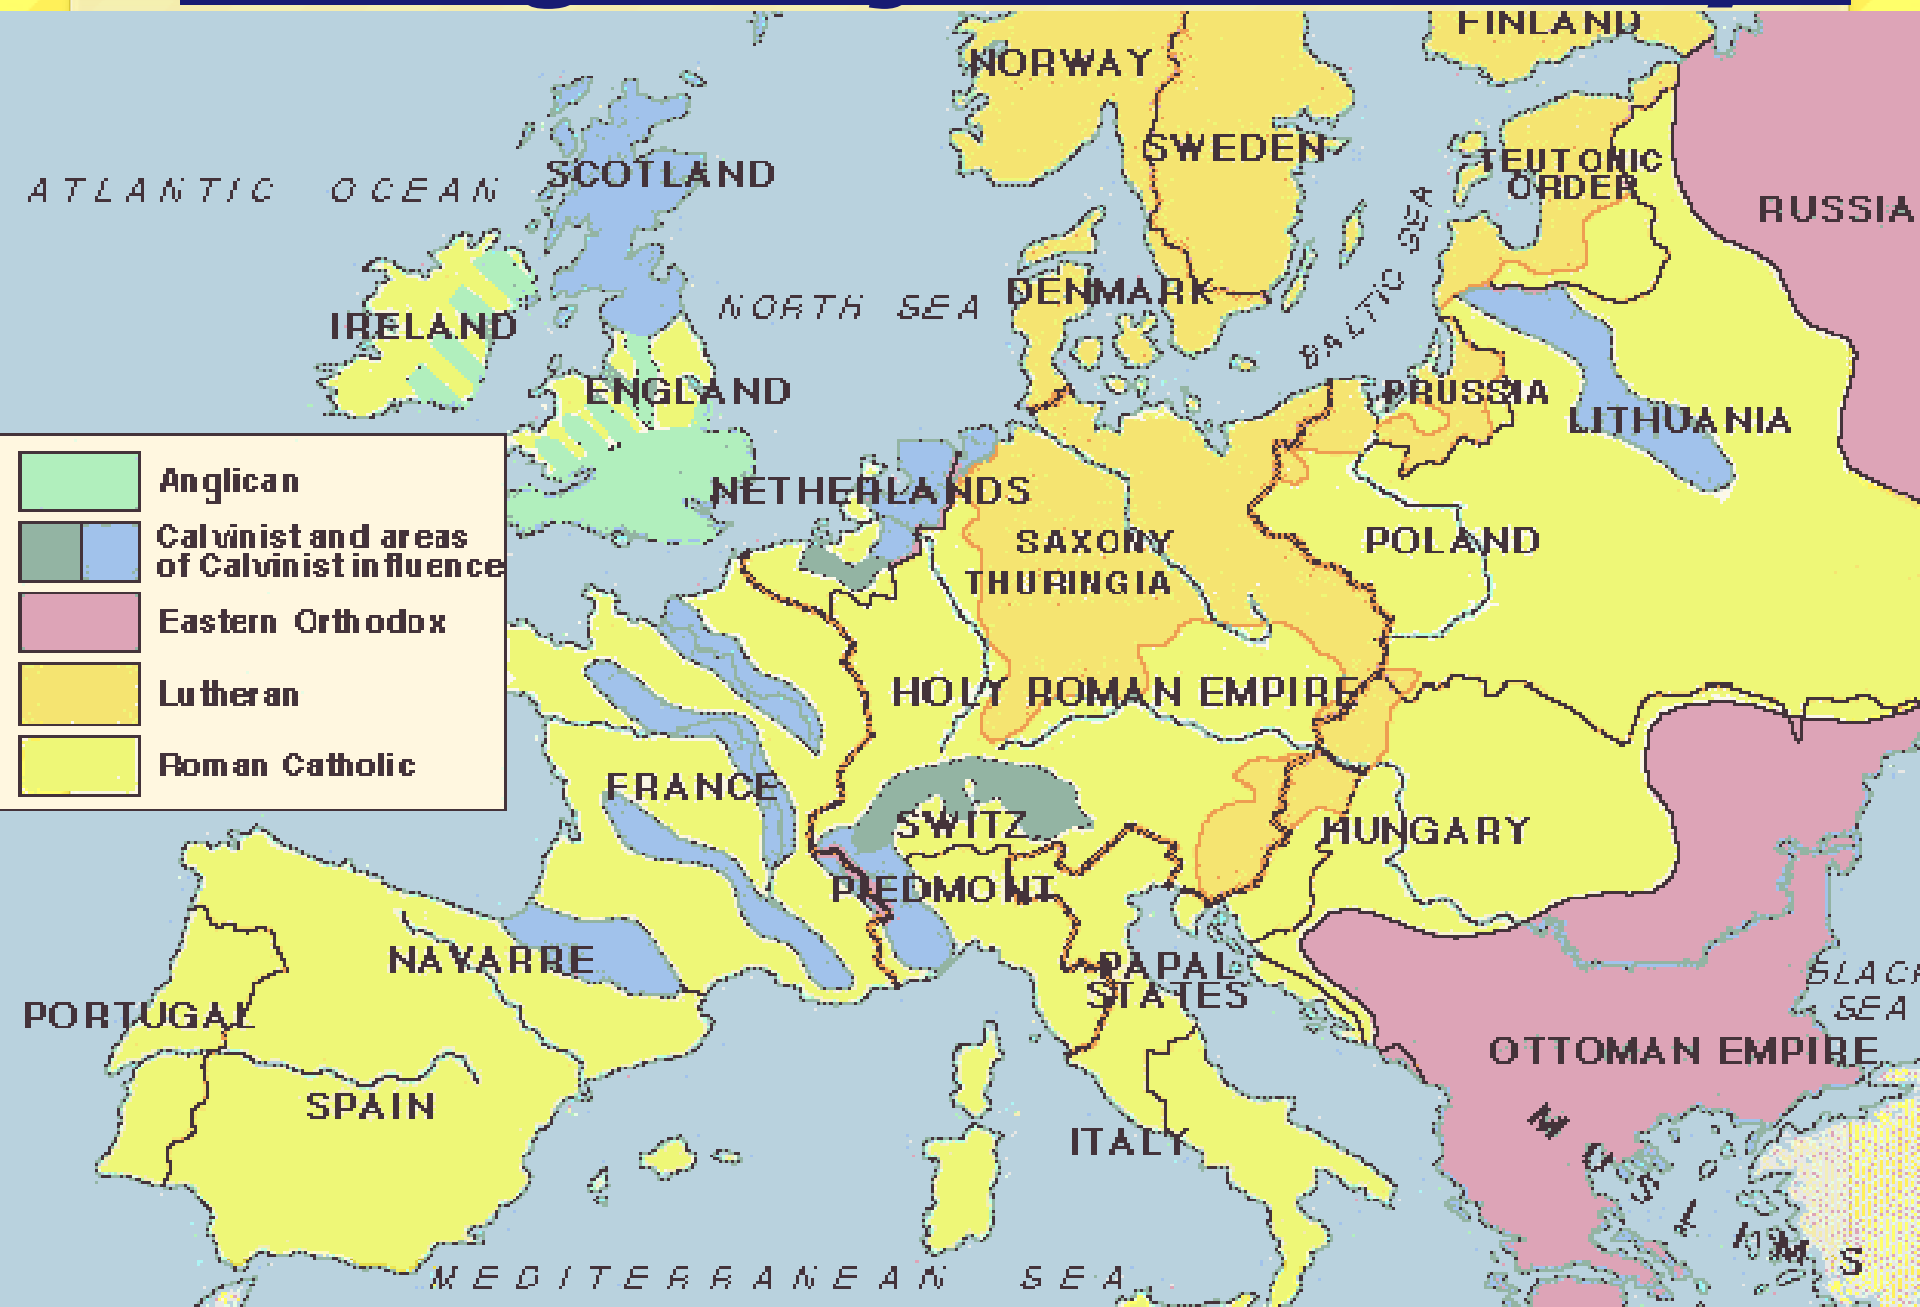 FINLAND
NORWAY
SWEDEN
TEUTONIC
ORDER
SCOTLAND
ATLANTIC OCEAN
RUSSIA
BALTIC SEA
DENMARK
NORTH SEA
IRELAND
ENGLAND
PRUSSIA
LITHUANIA
Anglican
Calvinist and areas
of Calvinist influence
Eastern Orthodox
Lutheran
Roman Catholic
NETHERLANDS
SAXONY
THURINGIA
POLAND
HOLY ROMAN EMPIRE
FRANCE
SWITZ
HUNGARY
PIEDMONT
NAVARRE
PAPAL
STATES
PORTUGAL
BLACK
SEA
OTTOMAN EMPIRE
SPAIN
ITALY
MOSLEMS
MEDITERRANEAN SEA